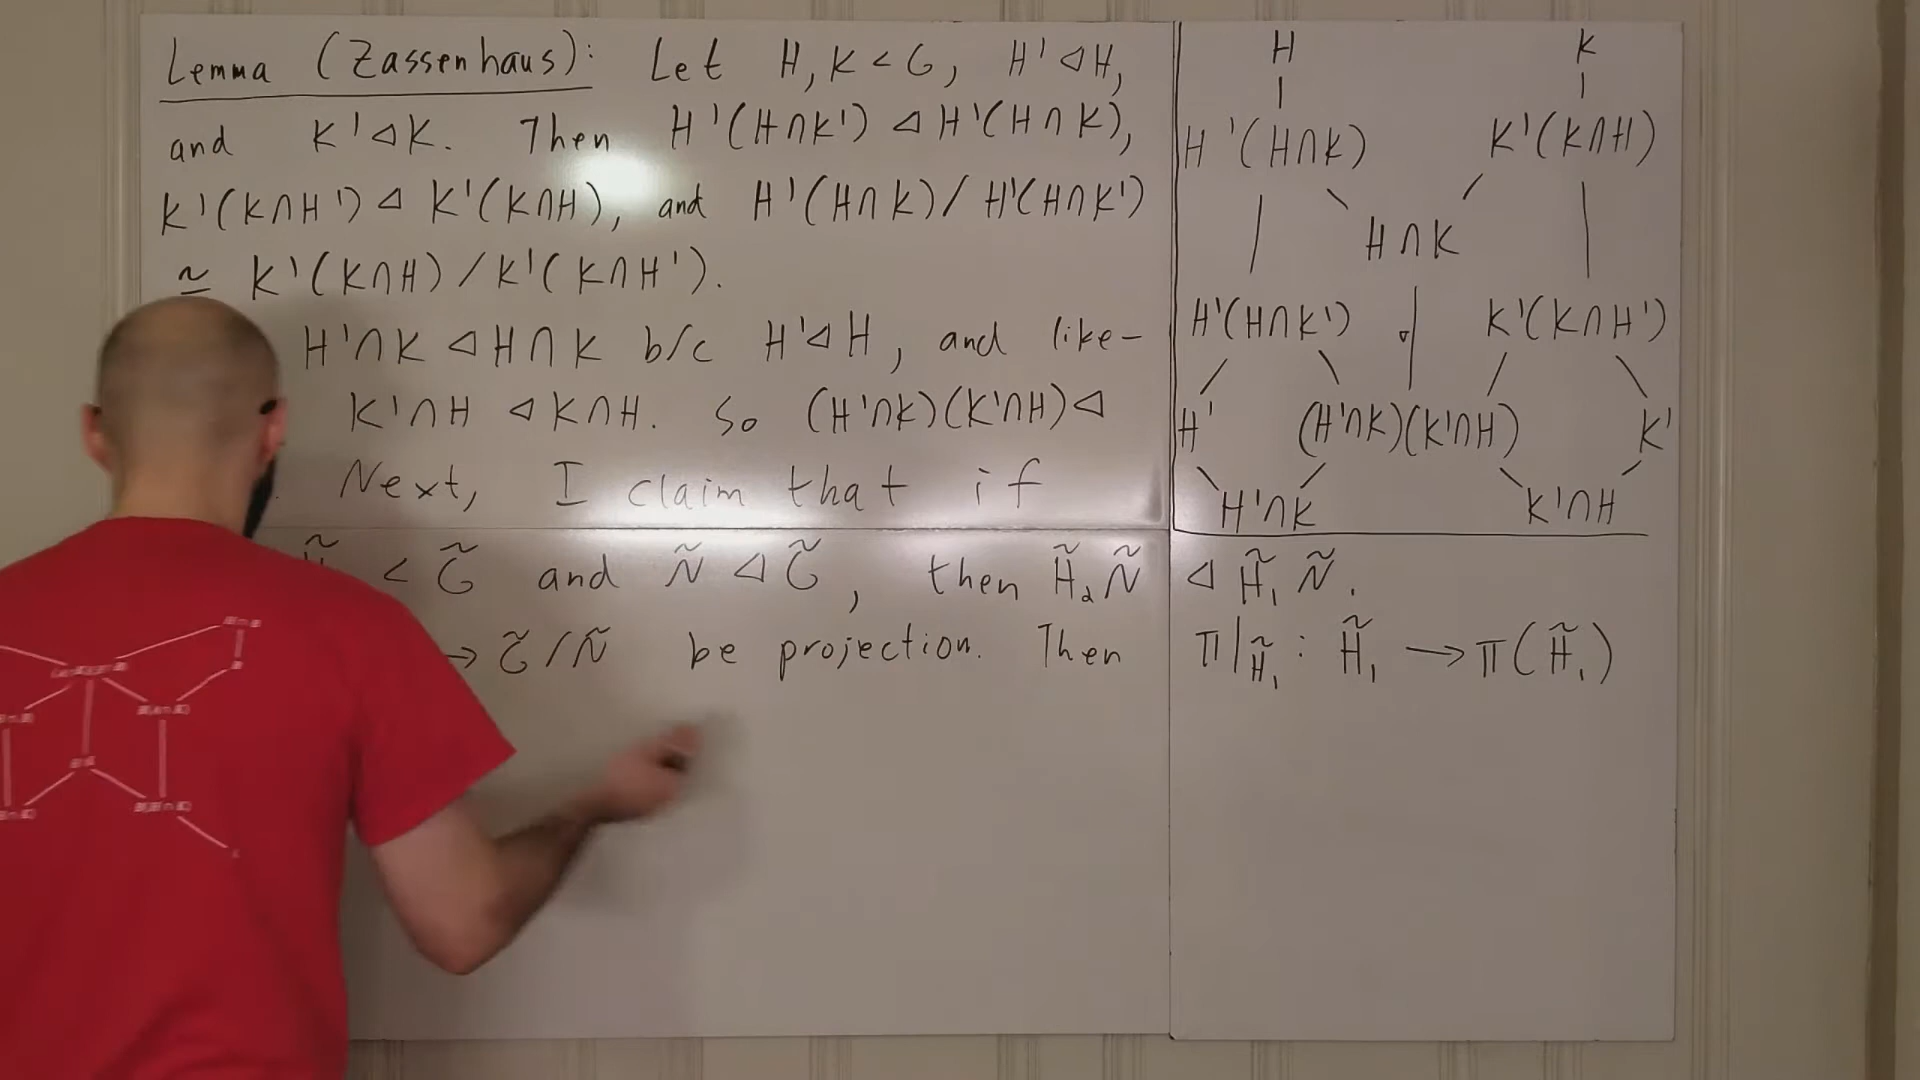 Lemma (Zassenhaus): Let H, K < G, H' ⊲ H,
and K' ⊲ K. Then H'(H∩K') ⊲ H'(H∩K),
K'(K∩H') ⊲ K'(K∩H), and H'(H∩K)/H'(H∩K')
≃ K'(K∩H)/K'(K∩H').
H'∩K ⊲ H∩K b/c H' ⊲ H, and like-
K'∩H ⊲ K∩H. So (H'∩K)(K'∩H) ⊲
. Next, I claim that if
< G̃ and Ñ ⊲ G̃, then H̃₂Ñ ⊲ H̃₁Ñ.
→ G̃/Ñ be projection. Then π|H̃₁ : H̃₁ → π(H̃₁)
H K
H'(H∩K) K'(K∩H)
H∩K
H'(H∩K') K'(K∩H')
H' (H'∩K)(K'∩H) K'
H'∩K K'∩H